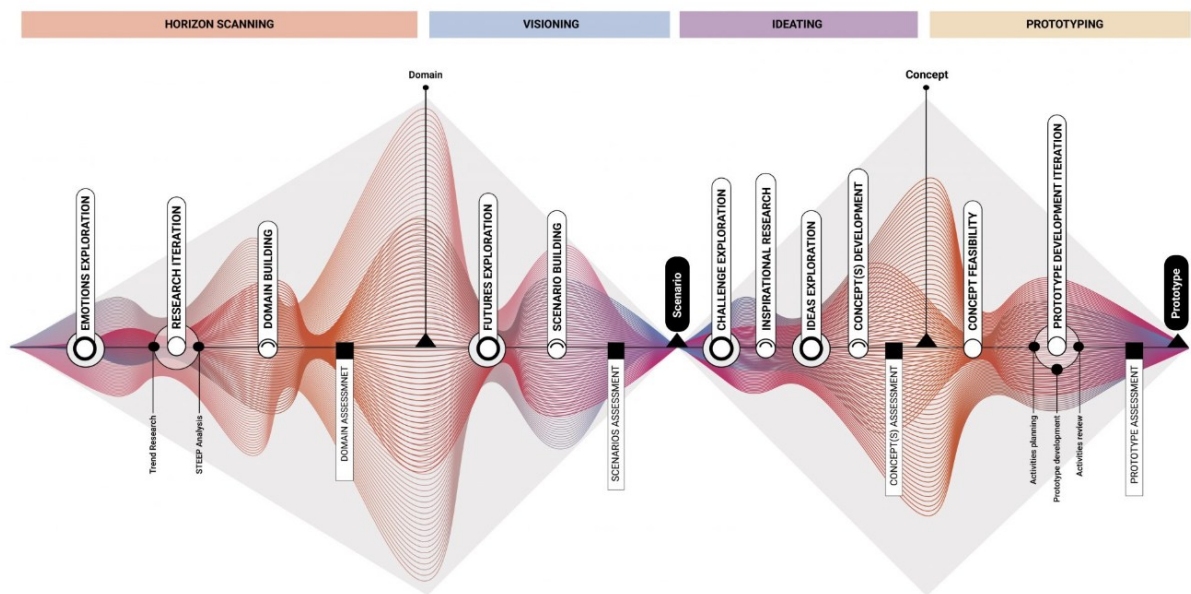 HORIZON SCANNING
VISIONING
IDEATING
PROTOTYPING
Domain
Concept
EMOTIONS EXPLORATION
RESEARCH ITERATION
DOMAIN BUILDING
FUTURES EXPLORATION
SCENARIO BUILDING
Scenario
CHALLENGE EXPLORATION
INSPIRATIONAL RESEARCH
IDEAS EXPLORATION
CONCEPT(S) DEVELOPMENT
CONCEPT FEASIBILITY
PROTOTYPE DEVELOPMENT ITERATION
Prototype
Trend Research
STEEP Analysis
DOMAIN ASSESSMNET
SCENARIOS ASSESSMENT
CONCEPT(S) ASSESSMENT
Activities planning
Prototype development
Activities review
PROTOTYPE ASSESSMENT